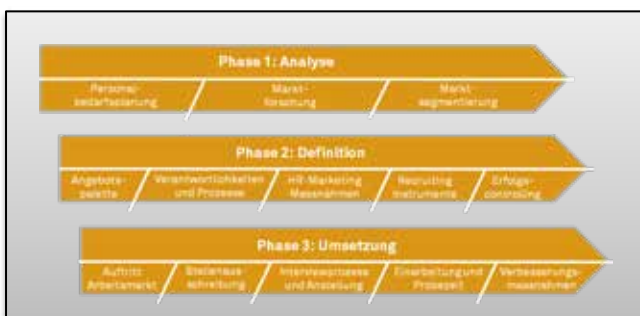 Phase 1: Analyse
Personal-
bedarfsplanung
Markt-
forschung
Markt-
segmentierung
Phase 2: Definition
Angebots-
palette
Verantwortlichkeiten
und Prozesse
HR-Marketing
Massnahmen
Recruiting
Instrumente
Erfolgs-
controlling
Phase 3: Umsetzung
Auftritt
Arbeitsmarkt
Stellenaus-
schreibung
Interviewprozesse
und Anstellung
Einarbeitung und
Probezeit
Verbesserungs-
massnahmen